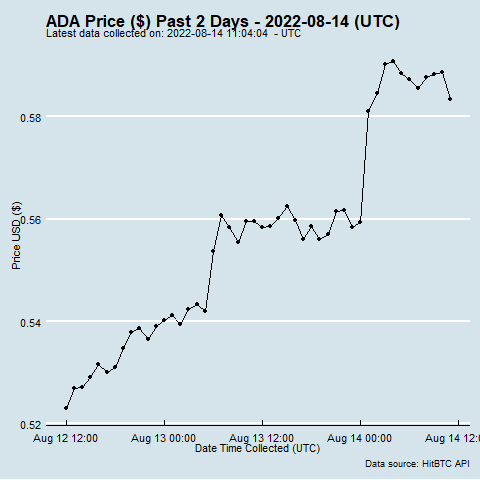 ADA Price ($) Past 2 Days - 2022-08-14 (UTC)
Latest data collected on: 2022-08-14 11:04:04 - UTC
0.58
0.56
0.54
0.52
Price USD ($)
Aug 12 12:00 Aug 13 00:00 Aug 13 12:00 Aug 14 00:00 Aug 14 12:0
Date Time Collected (UTC)
Data source: HitBTC API